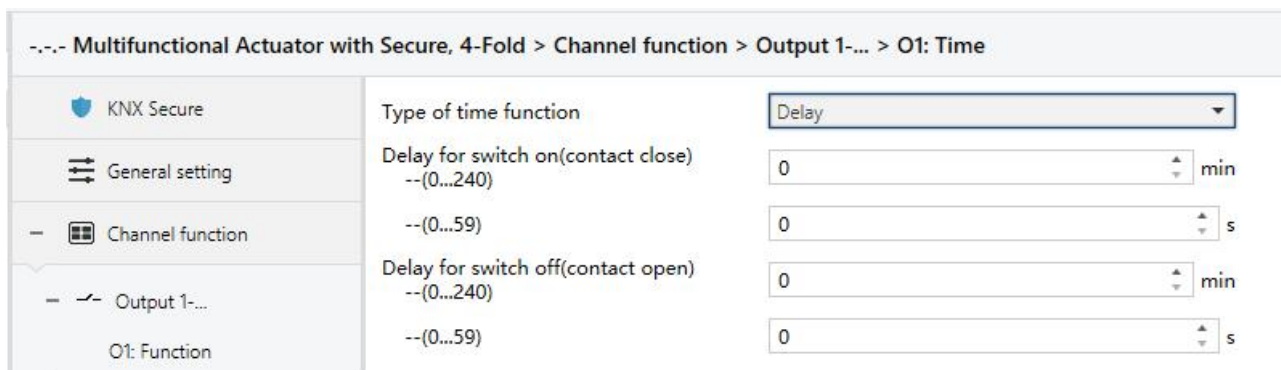 -.-.- Multifunctional Actuator with Secure, 4-Fold > Channel function > Output 1-... > O1: Time
KNX Secure
General setting
Channel function
Output 1-...
O1: Function
Type of time function
Delay
Delay for switch on(contact close)
--(0...240)
0
min
--(0...59)
0
s
Delay for switch off(contact open)
--(0...240)
0
min
--(0...59)
0
s